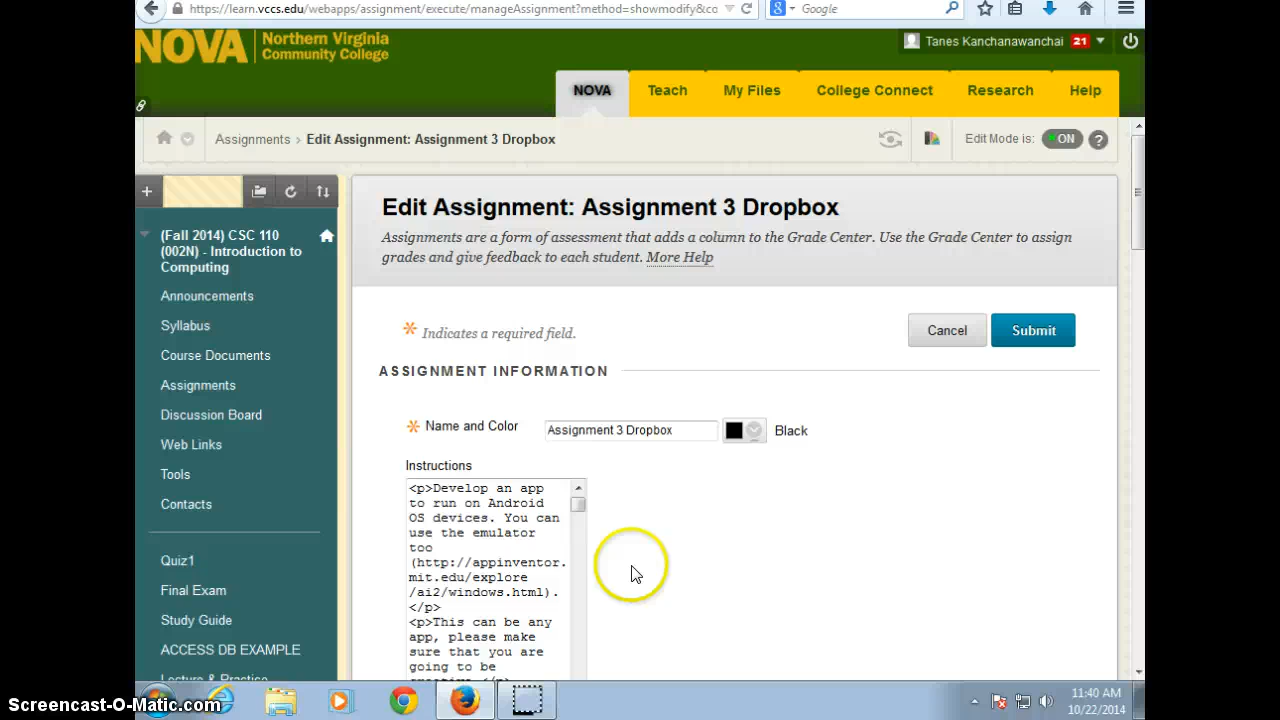 https://learn.vccs.edu/webapps/assignment/execute/manageAssignment?method=showmodify&co
Google
NOVA Northern Virginia
Community College
Tanes Kanchanawanchai 21
NOVA Teach My Files College Connect Research Help
Assignments > Edit Assignment: Assignment 3 Dropbox
Edit Mode is: ON ?
Edit Assignment: Assignment 3 Dropbox
Assignments are a form of assessment that adds a column to the Grade Center. Use the Grade Center to assign
grades and give feedback to each student. More Help
(Fall 2014) CSC 110
(002N) - Introduction to
Computing
Announcements
Syllabus
Course Documents
Assignments
Discussion Board
Web Links
Tools
Contacts
Quiz1
Final Exam
Study Guide
ACCESS DB EXAMPLE
Lecture & Practice
* Indicates a required field.
Cancel Submit
ASSIGNMENT INFORMATION
* Name and Color Assignment 3 Dropbox Black
Instructions
<p>Develop an app
to run on Android
OS devices. You can
use the emulator
too
(http://appinventor.
mit.edu/explore
/ai2/windows.html).
</p>
<p>This can be any
app, please make
sure that you are
going to be
11:40 AM
10/22/2014
Screencast-O-Matic.com